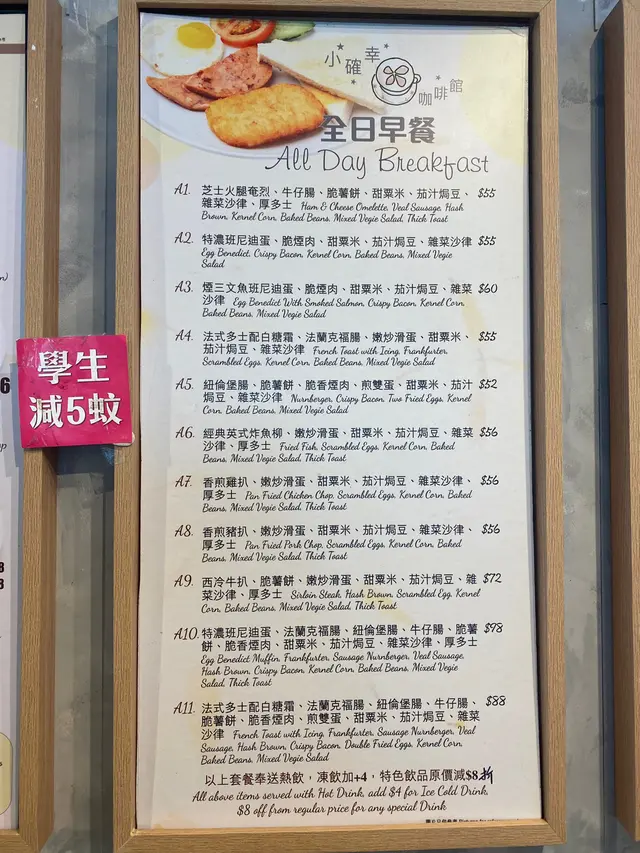 小確幸
咖啡館
全日早餐
All Day Breakfast
A1. 芝士火腿奄烈、牛仔腸、脆薯餅、甜粟米、茄汁焗豆、 $55
雜菜沙律、厚多士 Ham & Cheese Omelette, Veal Sausage, Hash
Brown, Kernel Corn, Baked Beans, Mixed Vegie Salad, Thick Toast
A2. 特濃班尼迪蛋、脆煙肉、甜粟米、茄汁焗豆、雜菜沙律 $55
Egg Benedict, Crispy Bacon, Kernel Corn, Baked Beans, Mixed Vegie
Salad
A3. 煙三文魚班尼迪蛋、脆煙肉、甜粟米、茄汁焗豆、雜菜 $60
沙律 Egg Benedict With Smoked Salmon, Crispy Bacon, Kernel Corn,
Baked Beans, Mixed Vegie Salad
A4. 法式多士配白糖霜、法蘭克福腸、嫩炒滑蛋、甜粟米、 $55
茄汁焗豆、雜菜沙律 French Toast with Icing, Frankfurter,
Scrambled Eggs, Kernel Corn, Baked Beans, Mixed Vegie Salad
A5. 紐倫堡腸、脆薯餅、脆香煙肉、煎雙蛋、甜粟米、茄汁 $52
焗豆、雜菜沙律 Nurnberger, Crispy Bacon, Two Fried Eggs, Kernel
Corn, Baked Beans, Mixed Vegie Salad
A6. 經典英式炸魚柳、嫩炒滑蛋、甜粟米、茄汁焗豆、雜菜 $56
沙律、厚多士 Fried Fish, Scrambled Eggs, Kernel Corn, Baked
Beans, Mixed Vegie Salad, Thick Toast
A7. 香煎雞扒、嫩炒滑蛋、甜粟米、茄汁焗豆、雜菜沙律、 $56
厚多士 Pan Fried Chicken Chop, Scrambled Eggs, Kernel Corn, Baked
Beans, Mixed Vegie Salad, Thick Toast
A8. 香煎豬扒、嫩炒滑蛋、甜粟米、茄汁焗豆、雜菜沙律、 $56
厚多士 Pan Fried Pork Chop, Scrambled Eggs, Kernel Corn, Baked
Beans, Mixed Vegie Salad, Thick Toast
A9. 西冷牛扒、脆薯餅、嫩炒滑蛋、甜粟米、茄汁焗豆、雜 $72
菜沙律、厚多士 Sirloin Steak, Hash Brown, Scrambled Egg, Kernel
Corn, Baked Beans, Mixed Vegie Salad, Thick Toast
A10. 特濃班尼迪蛋、法蘭克福腸、紐倫堡腸、牛仔腸、脆薯 $98
餅、脆香煙肉、甜粟米、茄汁焗豆、雜菜沙律、厚多士
Egg Benedict Muffin, Frankfurter, Sausage Nurnberger, Veal Sausage,
Hash Brown, Crispy Bacon, Kernel Corn, Baked Beans, Mixed Vegie
Salad, Thick Toast
A11. 法式多士配白糖霜、法蘭克福腸、紐倫堡腸、牛仔腸、 $88
脆薯餅、脆香煙肉、煎雙蛋、甜粟米、茄汁焗豆、雜菜
沙律 French Toast with Icing, Frankfurter, Sausage Nurnberger, Veal
Sausage, Hash Brown, Crispy Bacon, Double Fried Eggs, Kernel Corn,
Baked Beans, Mixed Vegie Salad
以上套餐奉送熱飲，凍飲加+4，特色飲品原價減$8
All above items served with Hot Drink, add $4 for Ice Cold Drink,
$8 off from regular price for any special Drink
學生
減5蚊